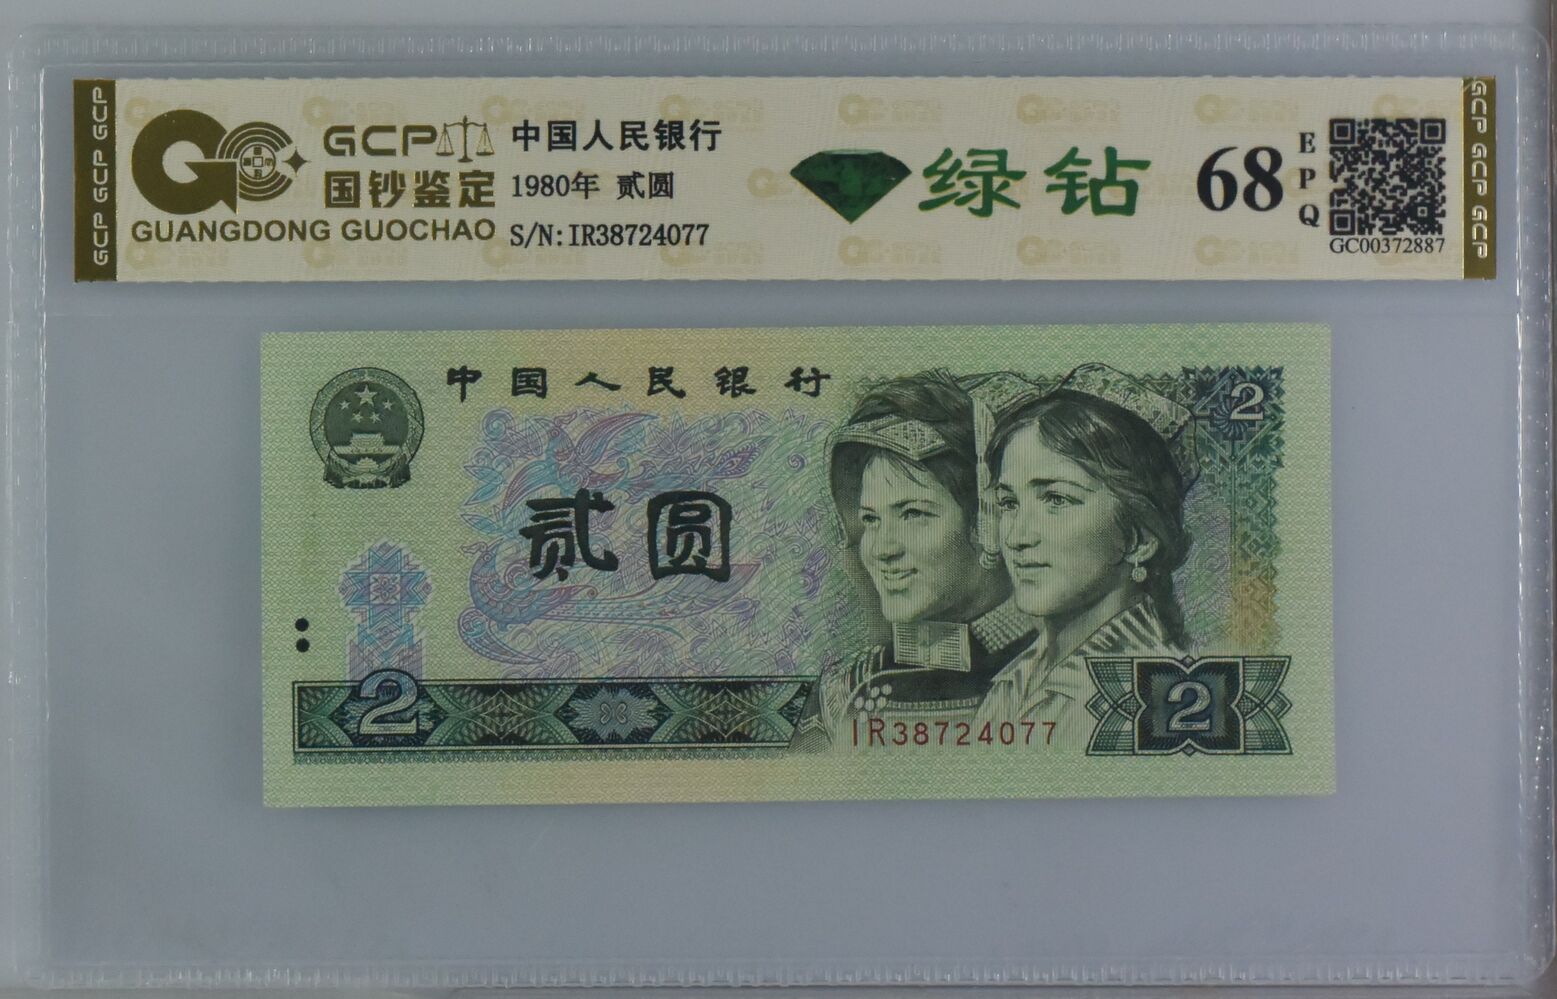 GCP GCP GCP
GCP
国钞鉴定
GUANGDONG GUOCHAO
中国人民银行
1980年 贰圆
S/N:IR38724077
绿钻
68
EPQ
GC00372887
GCP GCP GCP
中国人民银行
2
贰圆
2
IR38724077
2